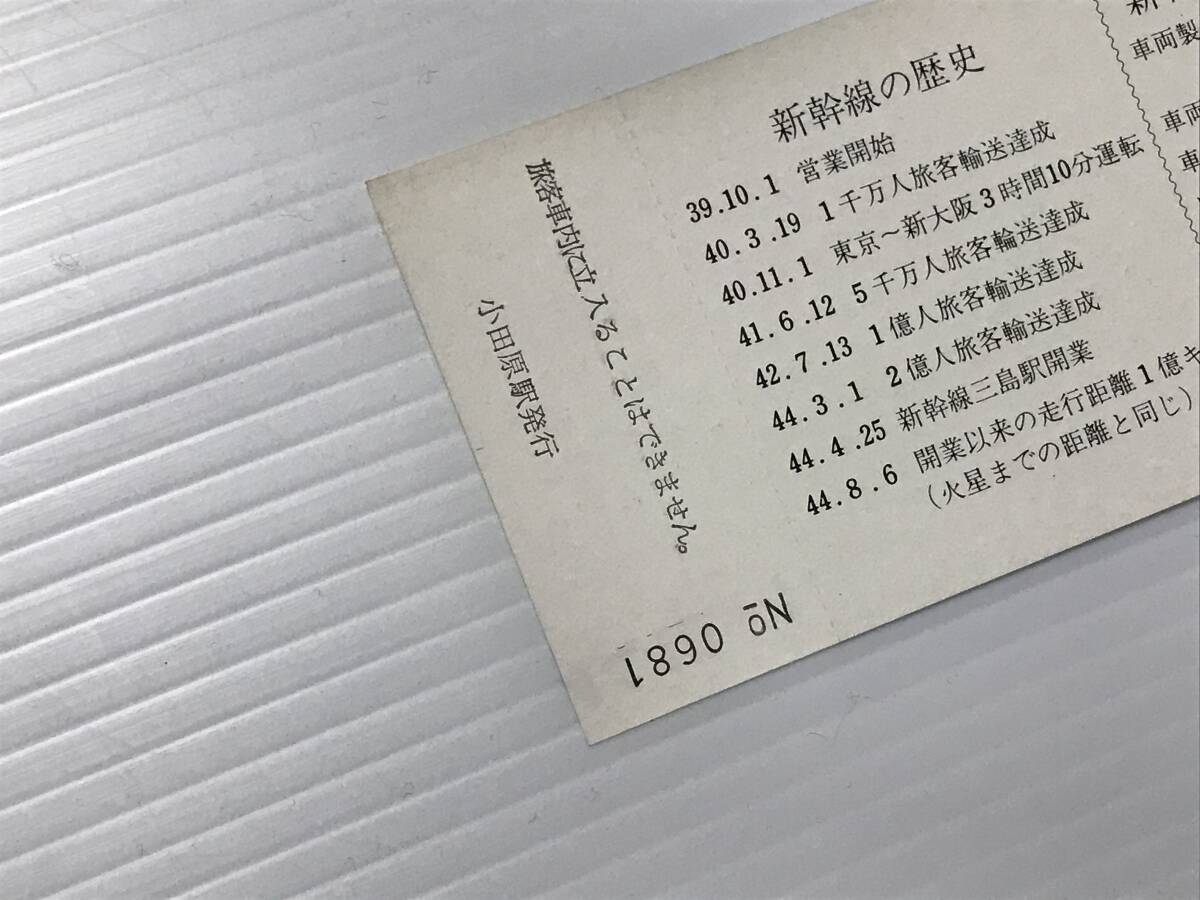 新幹線の歴史
39.10.1 営業開始
40.3.19 1千万人旅客輸送達成
40.11.1 東京～新大阪3時間10分運転
41.6.12 5千万人旅客輸送達成
42.7.13 1億人旅客輸送達成
44.3.1 2億人旅客輸送達成
44.4.25 新幹線三島駅開業
44.8.6 開業以来の走行距離1億キ
(火星までの距離と同じ)
旅客車内に立入ることはできません。
小田原駅発行
№ 0681
車両製
車両
車